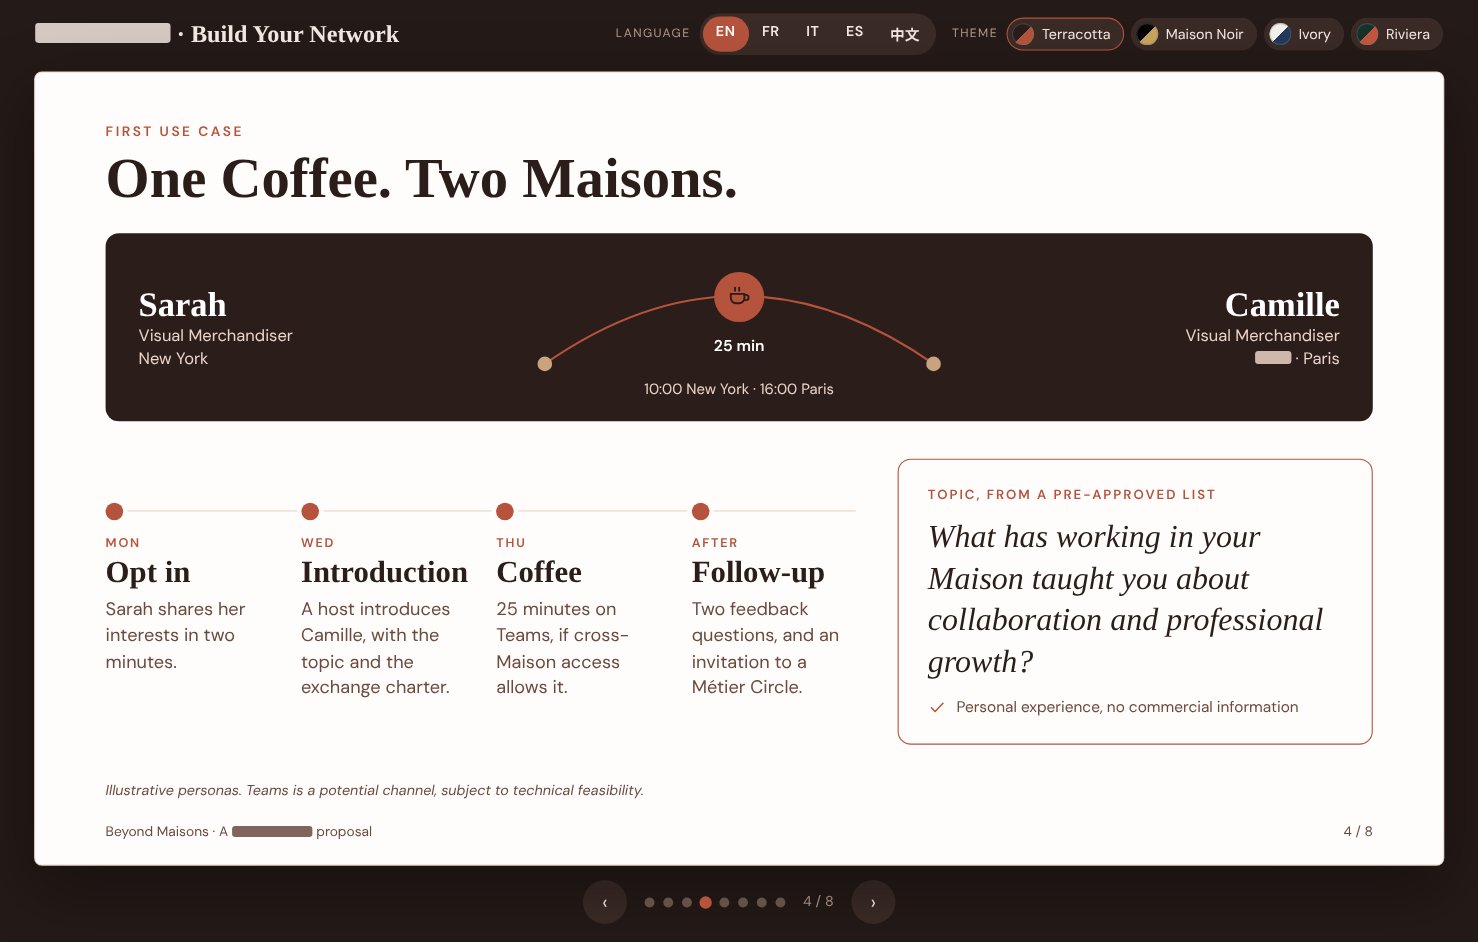 · Build Your Network
LANGUAGE EN FR IT ES 中文 THEME Terracotta Maison Noir Ivory Riviera
FIRST USE CASE
One Coffee. Two Maisons.
Sarah
Visual Merchandiser
New York
25 min
10:00 New York · 16:00 Paris
Camille
Visual Merchandiser
· Paris
MON
Opt in
Sarah shares her
interests in two
minutes.
WED
Introduction
A host introduces
Camille, with the
topic and the
exchange charter.
THU
Coffee
25 minutes on
Teams, if cross-
Maison access
allows it.
AFTER
Follow-up
Two feedback
questions, and an
invitation to a
Métier Circle.
TOPIC, FROM A PRE-APPROVED LIST
What has working in your
Maison taught you about
collaboration and professional
growth?
Personal experience, no commercial information
Illustrative personas. Teams is a potential channel, subject to technical feasibility.
Beyond Maisons · A proposal
4 / 8
‹ 4 / 8 ›